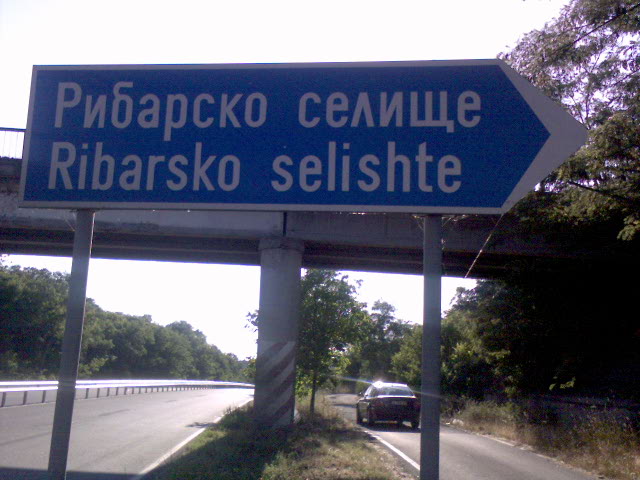 Рибарско селище
Ribarsko selishte